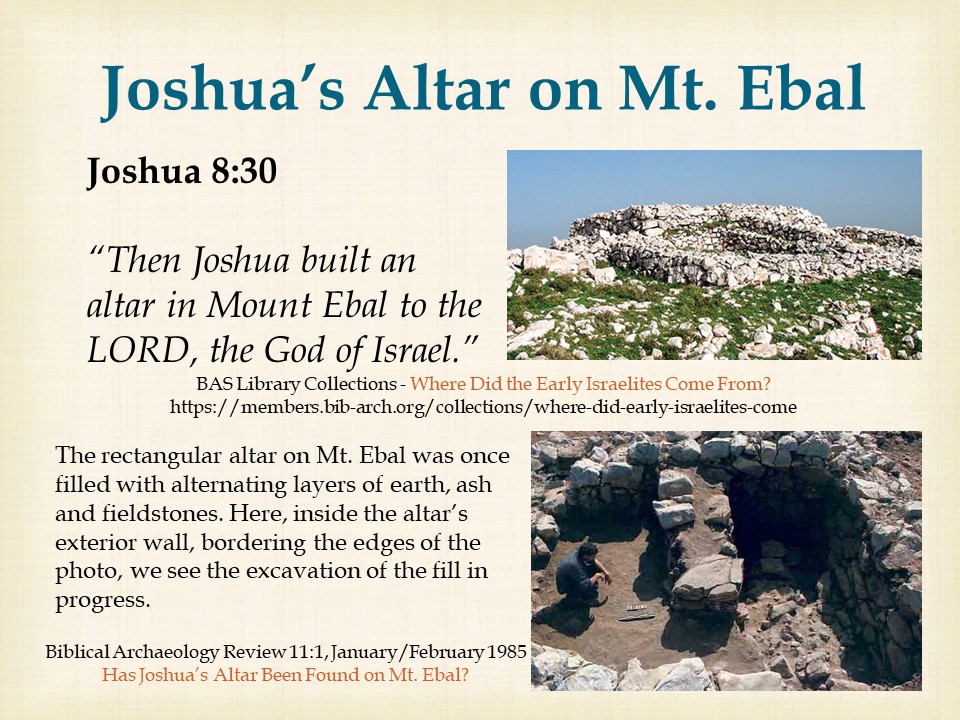 Joshua’s Altar on Mt. Ebal
Joshua 8:30
“Then Joshua built an
altar in Mount Ebal to the
LORD, the God of Israel.”
BAS Library Collections - Where Did the Early Israelites Come From?
https://members.bib-arch.org/collections/where-did-early-israelites-come
The rectangular altar on Mt. Ebal was once
filled with alternating layers of earth, ash
and fieldstones. Here, inside the altar’s
exterior wall, bordering the edges of the
photo, we see the excavation of the fill in
progress.
Biblical Archaeology Review 11:1, January/February 1985
Has Joshua’s Altar Been Found on Mt. Ebal?